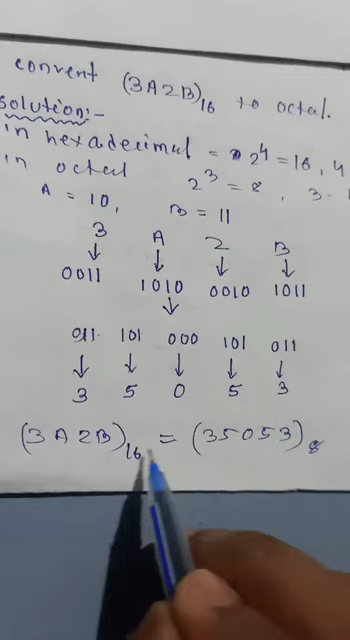 convent (3A2B)16 to octal.
solution:-
in hexadecimal = 2^4 = 16, 4
in octal 2^3 = 8, 3-
A = 10, B = 11
3 A 2 B
↓ ↓ ↓ ↓
0011 1010 0010 1011
↓
011 101 000 101 011
↓ ↓ ↓ ↓ ↓
3 5 0 5 3
(3A2B)16 = (35053)8